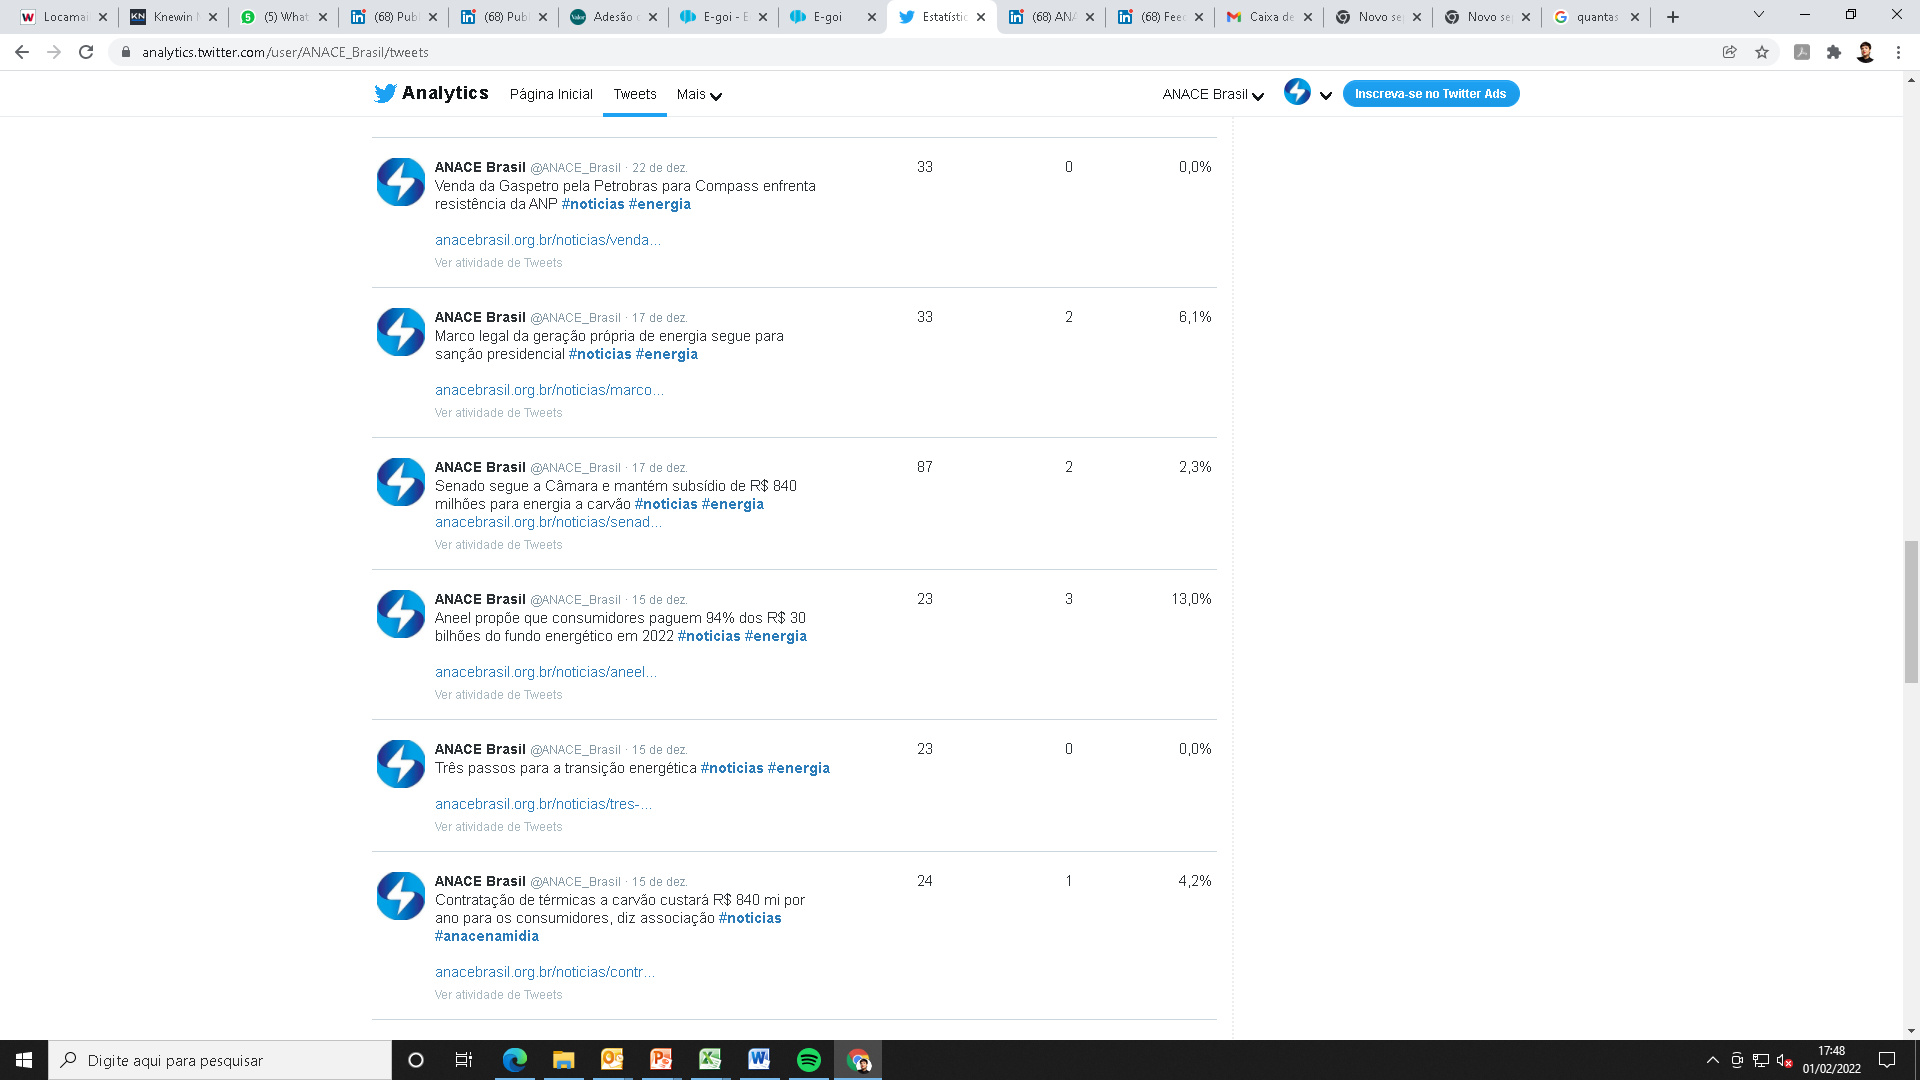 Locamai
Knewin
(5) What
(68) Publ
(68) Publ
Adesão
E-goi - E
E-goi
Estatístic
(68) ANA
(68) Feed
Caixa de
Novo se
Novo se
quantas
analytics.twitter.com/user/ANACE_Brasil/tweets
Analytics Página Inicial Tweets Mais ANACE Brasil Inscreva-se no Twitter Ads
ANACE Brasil @ANACE_Brasil · 22 de dez. 33 0 0,0%
Venda da Gaspetro pela Petrobras para Compass enfrenta
resistência da ANP #noticias #energia
anacebrasil.org.br/noticias/venda...
Ver atividade de Tweets
ANACE Brasil @ANACE_Brasil · 17 de dez. 33 2 6,1%
Marco legal da geração própria de energia segue para
sanção presidencial #noticias #energia
anacebrasil.org.br/noticias/marco...
Ver atividade de Tweets
ANACE Brasil @ANACE_Brasil · 17 de dez. 87 2 2,3%
Senado segue a Câmara e mantém subsídio de R$ 840
milhões para energia a carvão #noticias #energia
anacebrasil.org.br/noticias/senad...
Ver atividade de Tweets
ANACE Brasil @ANACE_Brasil · 15 de dez. 23 3 13,0%
Aneel propõe que consumidores paguem 94% dos R$ 30
bilhões do fundo energético em 2022 #noticias #energia
anacebrasil.org.br/noticias/aneel...
Ver atividade de Tweets
ANACE Brasil @ANACE_Brasil · 15 de dez. 23 0 0,0%
Três passos para a transição energética #noticias #energia
anacebrasil.org.br/noticias/tres-...
Ver atividade de Tweets
ANACE Brasil @ANACE_Brasil · 15 de dez. 24 1 4,2%
Contratação de térmicas a carvão custará R$ 840 mi por
ano para os consumidores, diz associação #noticias
#anacenamidia
anacebrasil.org.br/noticias/contr...
Ver atividade de Tweets
Digite aqui para pesquisar
17:48
01/02/2022